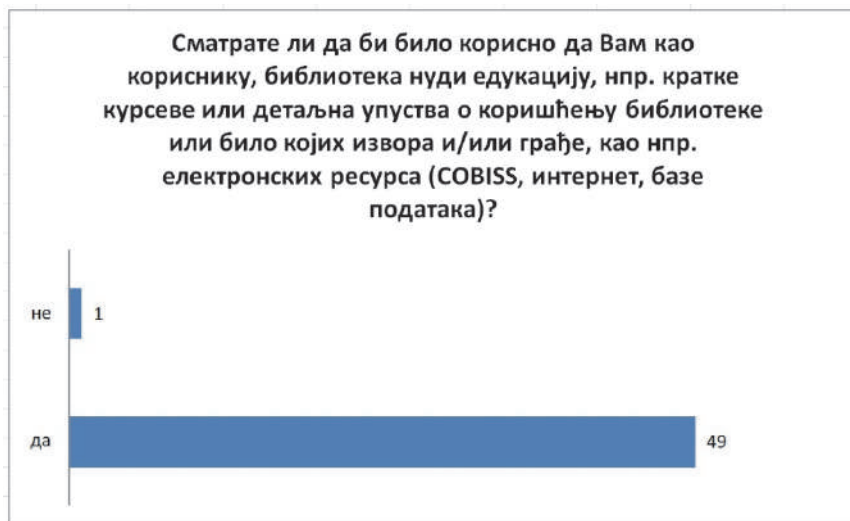 Сматрате ли да би било корисно да Вам као
кориснику, библиотека нуди едукацију, нпр. кратке
курсеве или детаљна упуства о коришћењу библиотеке
или било којих извора и/или грађе, као нпр.
електронских ресурса (COBISS, интернет, базе
података)?
не 1
да 49